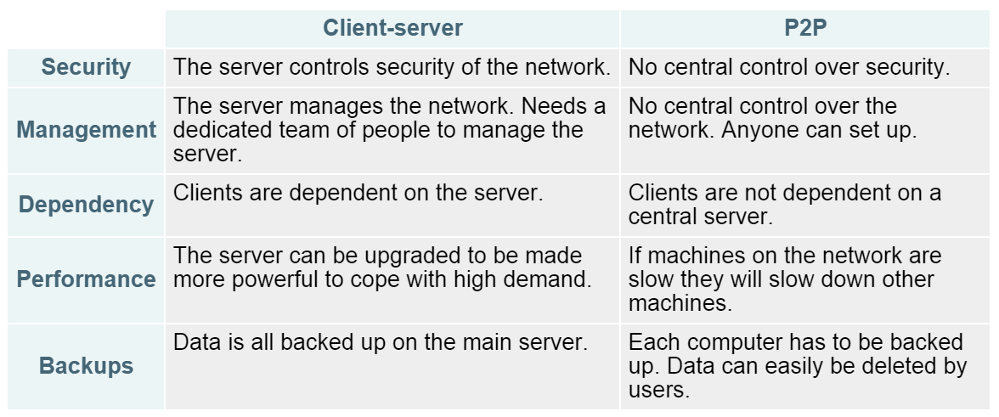 Client-server
P2P
Security
The server controls security of the network.
No central control over security.
Management
The server manages the network. Needs a
dedicated team of people to manage the
server.
No central control over the
network. Anyone can set up.
Dependency
Clients are dependent on the server.
Clients are not dependent on a
central server.
Performance
The server can be upgraded to be made
more powerful to cope with high demand.
If machines on the network are
slow they will slow down other
machines.
Backups
Data is all backed up on the main server.
Each computer has to be backed
up. Data can easily be deleted by
users.